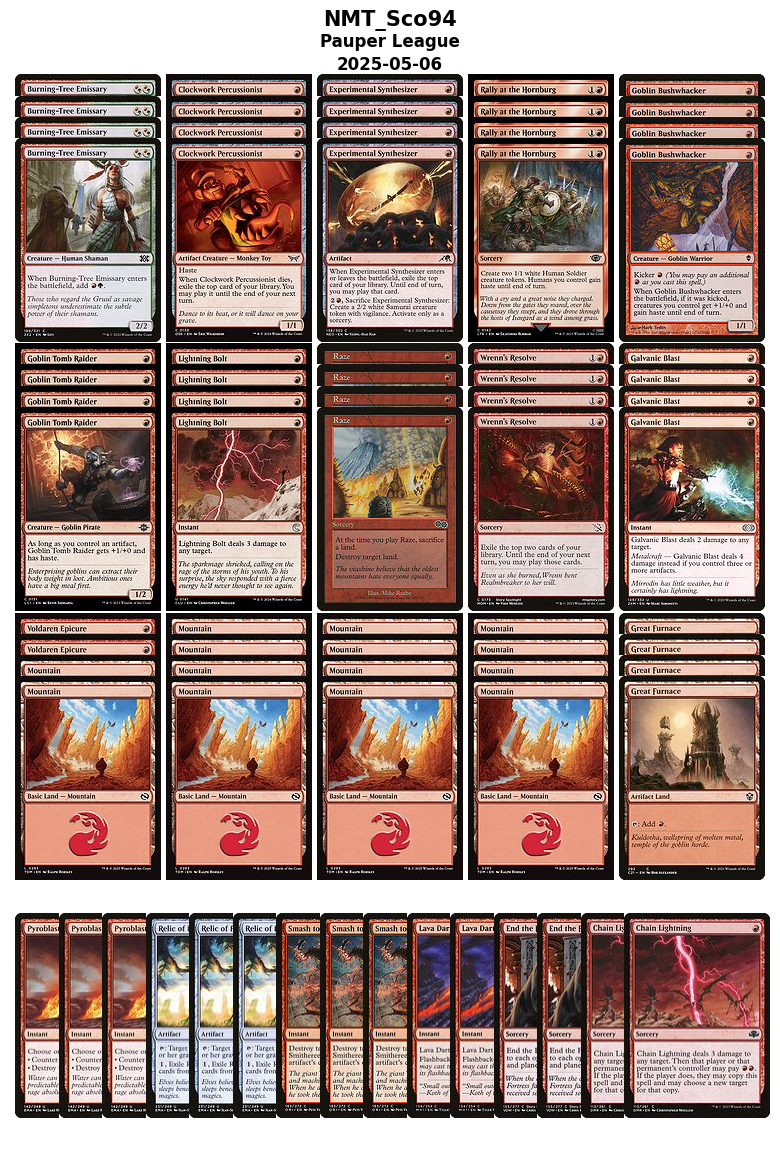 NMT_Sco94
Pauper League
2025-05-06
Burning-Tree Emissary
Burning-Tree Emissary
Burning-Tree Emissary
Burning-Tree Emissary
Creature — Human Shaman
When Burning-Tree Emissary
enters the battlefield, add
Those who regard the Gruul as savage
simpletons underestimate the subtle
power of their shamans.
2/2
Clockwork Percussionist
Clockwork Percussionist
Clockwork Percussionist
Clockwork Percussionist
Artifact Creature — Monkey Toy
Haste
When Clockwork Percussionist dies,
exile the top card of your library. You
may play it until the end of your next
turn.
Dance to its beat, or it will dance on your
grave.
1/1
Experimental Synthesizer
Experimental Synthesizer
Experimental Synthesizer
Experimental Synthesizer
Artifact
When Experimental Synthesizer enters
or leaves the battlefield, exile the top
card of your library. Until end of turn,
you may play that card.
Sacrifice Experimental Synthesizer:
Create a 2/2 white Samurai creature
token with vigilance. Activate only as a
sorcery.
Rally at the Hornburg
Rally at the Hornburg
Rally at the Hornburg
Rally at the Hornburg
Sorcery
Create two 1/1 white Human Soldier
creature tokens. Humans you control gain
haste until end of turn.
With a cry and a great noise they charged.
Down from the gates they roared, over the
causeway they swept, and they drove through
the hosts of Isengard as a wind among grass.
Goblin Bushwhacker
Goblin Bushwhacker
Goblin Bushwhacker
Goblin Bushwhacker
Creature — Goblin Warrior
Kicker (You may pay an additional
as you cast this spell.)
When Goblin Bushwhacker enters
the battlefield, if it was kicked,
creatures you control get +1/+0 and
gain haste until end of turn.
1/1
Goblin Tomb Raider
Goblin Tomb Raider
Goblin Tomb Raider
Goblin Tomb Raider
Creature — Goblin Pirate
As long as you control an artifact,
Goblin Tomb Raider gets +1/+0 and
has haste.
Enterprising goblins can extract their
body weight in loot. Ambitious ones
have a big meal first.
1/2
Lightning Bolt
Lightning Bolt
Lightning Bolt
Lightning Bolt
Instant
Lightning Bolt deals 3 damage to
any target.
The sparkmage shrieked, calling on the
rage of the storms of his youth. To his
surprise, the sky responded with a fierce
energy he'd never thought to see again.
Raze
Raze
Raze
Raze
Sorcery
At the time you play Raze, sacrifice
a land.
Destroy target land.
The viashino believe that the oldest
mountains hate everyone equally.
Wrenn's Resolve
Wrenn's Resolve
Wrenn's Resolve
Wrenn's Resolve
Sorcery
Exile the top two cards of your
library. Until the end of your next
turn, you may play those cards.
Even as she burned, Wrenn bent
Realmbreaker to her will.
Galvanic Blast
Galvanic Blast
Galvanic Blast
Galvanic Blast
Instant
Galvanic Blast deals 2 damage to any
target.
Metalcraft — Galvanic Blast deals 4
damage instead if you control three or
more artifacts.
Mirrodin has little weather, but it
certainly has lightning.
Voldaren Epicure
Voldaren Epicure
Mountain
Mountain
Basic Land — Mountain
Mountain
Mountain
Mountain
Mountain
Basic Land — Mountain
Mountain
Mountain
Mountain
Mountain
Basic Land — Mountain
Mountain
Mountain
Mountain
Mountain
Basic Land — Mountain
Great Furnace
Great Furnace
Great Furnace
Great Furnace
Artifact Land
: Add
Kuldotha, wellspring of molten metal,
temple of the goblin horde.
Pyroblas
Instant
Pyroblas
Instant
Pyroblas
Instant
Relic of
Artifact
Relic of
Artifact
Relic of
Artifact
Smash to
Instant
Smash to
Instant
Smash to
Instant
Lava Dar
Instant
Lava Dar
Instant
End the
Sorcery
End the
Sorcery
Chain Li
Sorcery
Chain Lightning
Sorcery
Chain Lightning deals 3 damage to
any target. Then that player or that
permanent's controller may pay
If the player does, they may copy this
spell and may choose a new target
for that copy.